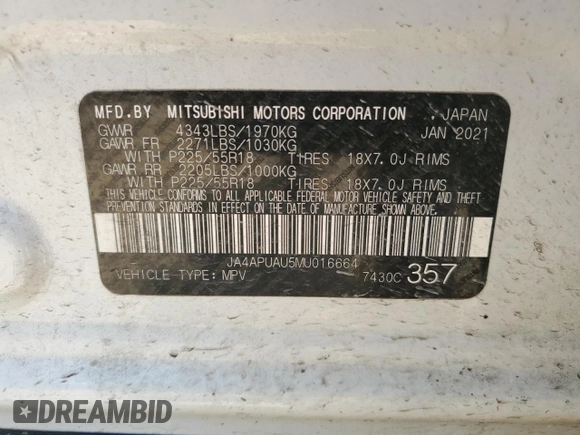 MFD.BY MITSUBISHI MOTORS CORPORATION , JAPAN
GVWR 4343LBS/1970KG JAN 2021
GAWR FR 2271LBS/1030KG
WITH P225/55R18 TIRES 18X7.0J RIMS
GAWR RR 2205LBS/1000KG
WITH P225/55R18 TIRES 18X7.0J RIMS
THIS VEHICLE CONFORMS TO ALL APPLICABLE FEDERAL MOTOR VEHICLE SAFETY AND THEFT
PREVENTION STANDARDS IN EFFECT ON THE DATE OF MANUFACTURE SHOWN ABOVE.
JA4APUAU5MU016664
VEHICLE TYPE: MPV 7430C 357
DREAMBID